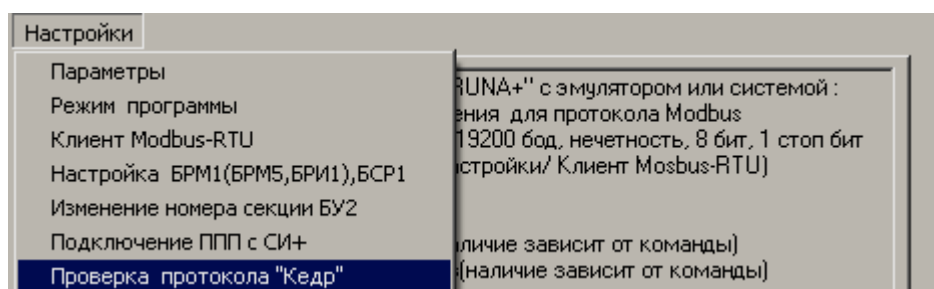 Настройки
Параметры
Режим программы
Клиент Modbus-RTU
Настройка БРМ1(БРМ5,БРИ1),БСР1
Изменение номера секции БУ2
Подключение ППП с СИ+
Проверка протокола "Кедр"
RUNA+" с эмулятором или системой :
для протокола Modbus
19200 бод, нечетность, 8 бит, 1 стоп бит
стройки/ Клиент Mosbus-RTU)
зависит от команды)
(наличие зависит от команды)